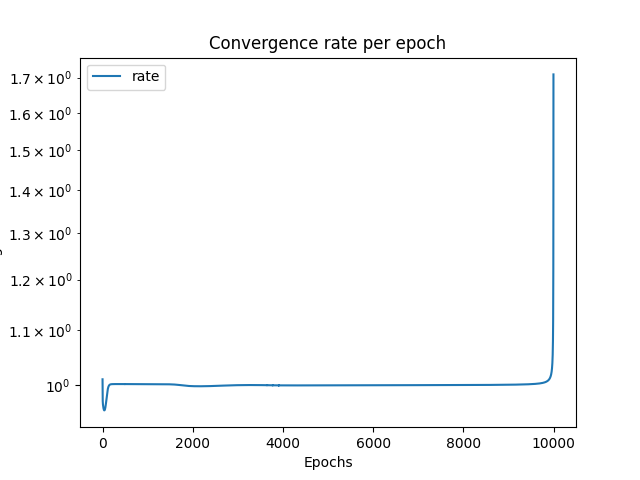 Convergence rate per epoch
rate
1.7 × 10⁰
1.6 × 10⁰
1.5 × 10⁰
1.4 × 10⁰
1.3 × 10⁰
1.2 × 10⁰
1.1 × 10⁰
10⁰
0 2000 4000 6000 8000 10000
Epochs